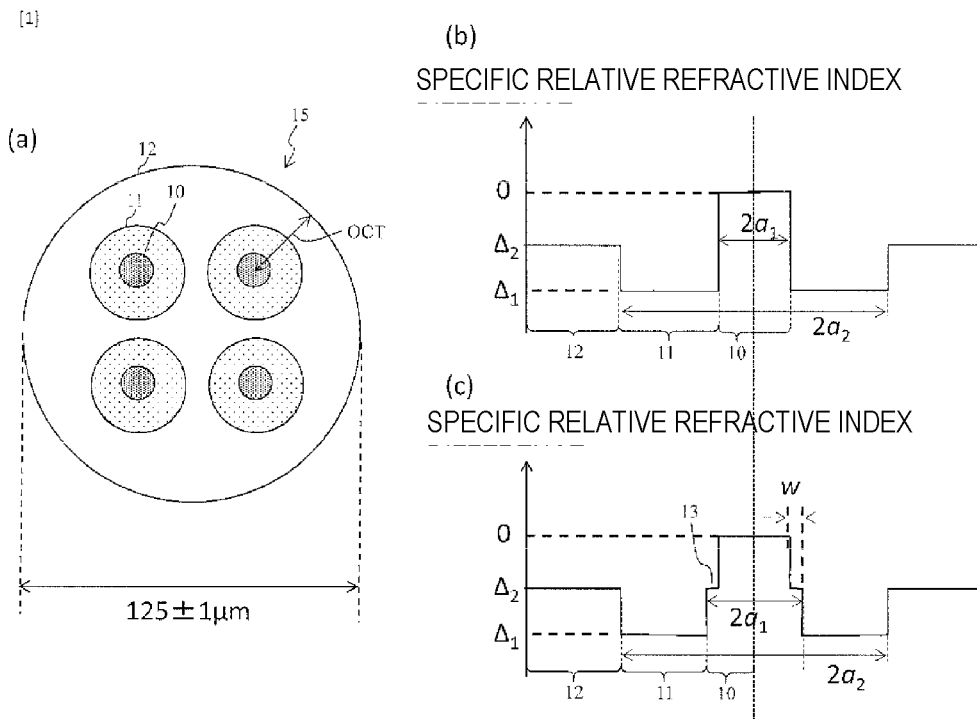 [1]
(a)
15
12
11
10
OCT
125±1μm
(b)
SPECIFIC RELATIVE REFRACTIVE INDEX
0
Δ2
Δ1
2a1
2a2
12
11
10
(c)
SPECIFIC RELATIVE REFRACTIVE INDEX
w
13
0
Δ2
Δ1
2a1
2a2
12
11
10